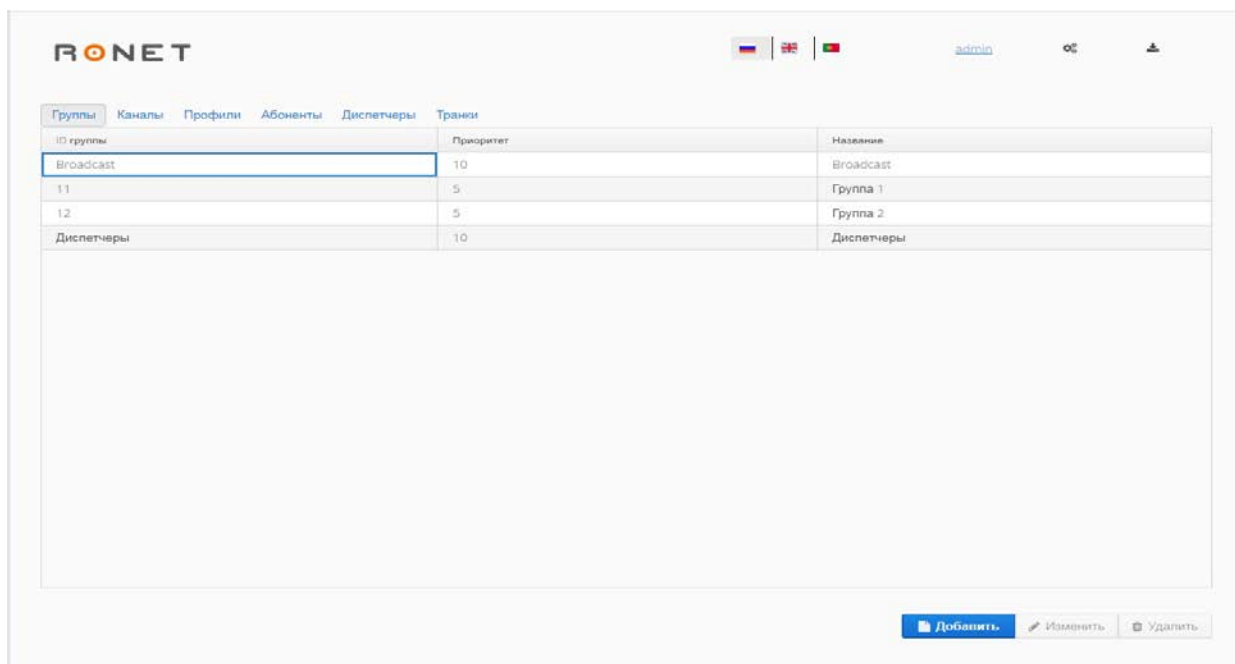 RONET
admin
Группы Каналы Профили Абоненты Диспетчеры Транки
ID группы Приоритет Название
Broadcast 10 Broadcast
11 5 Группа 1
12 5 Группа 2
Диспетчеры 10 Диспетчеры
Добавить Изменить Удалить